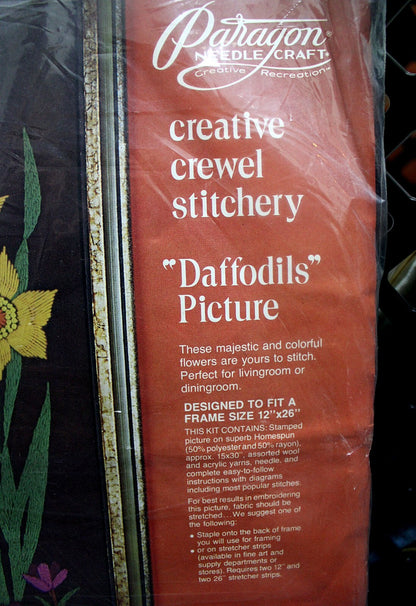 Paragon®
NEEDLE CRAFT®
Creative Recreation™
creative
crewel
stitchery
"Daffodils"
Picture
These majestic and colorful
flowers are yours to stitch.
Perfect for livingroom or
diningroom.
DESIGNED TO FIT A
FRAME SIZE 12"x26"
THIS KIT CONTAINS: Stamped
picture on superb Homespun
(50% polyester and 50% rayon),
approx. 15x30", assorted wool
and acrylic yarns, needle, and
complete easy-to-follow
instructions with diagrams
including most popular stitches.
For best results in embroidering
this picture, fabric should be
stretched... We suggest one of
the following:
• Staple onto the back of frame
you will use for framing
• or on stretcher strips
(available in fine art and
supply departments or
stores). Requires two 12" and
two 26" stretcher strips.